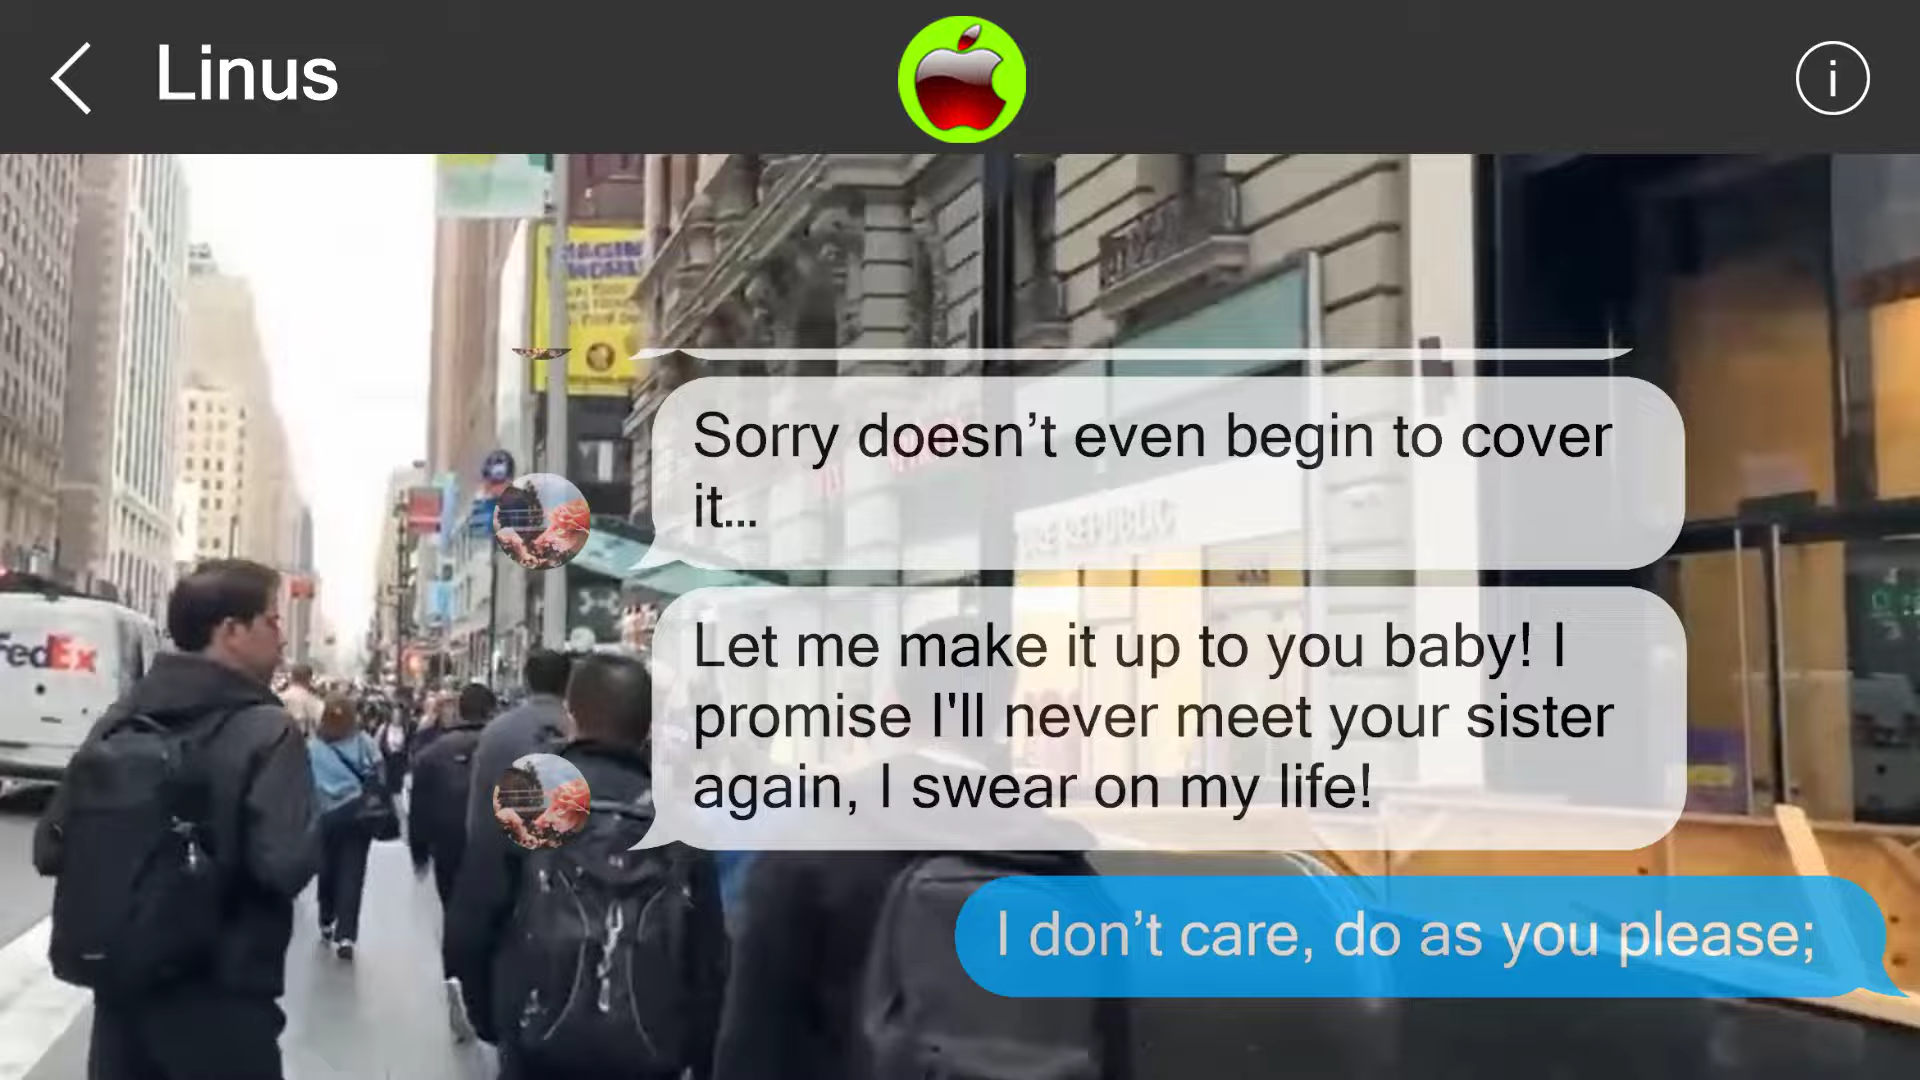 Linus
i
Sorry doesn’t even begin to cover
it...
Let me make it up to you baby! I
promise I'll never meet your sister
again, I swear on my life!
I don’t care, do as you please;
FedEx